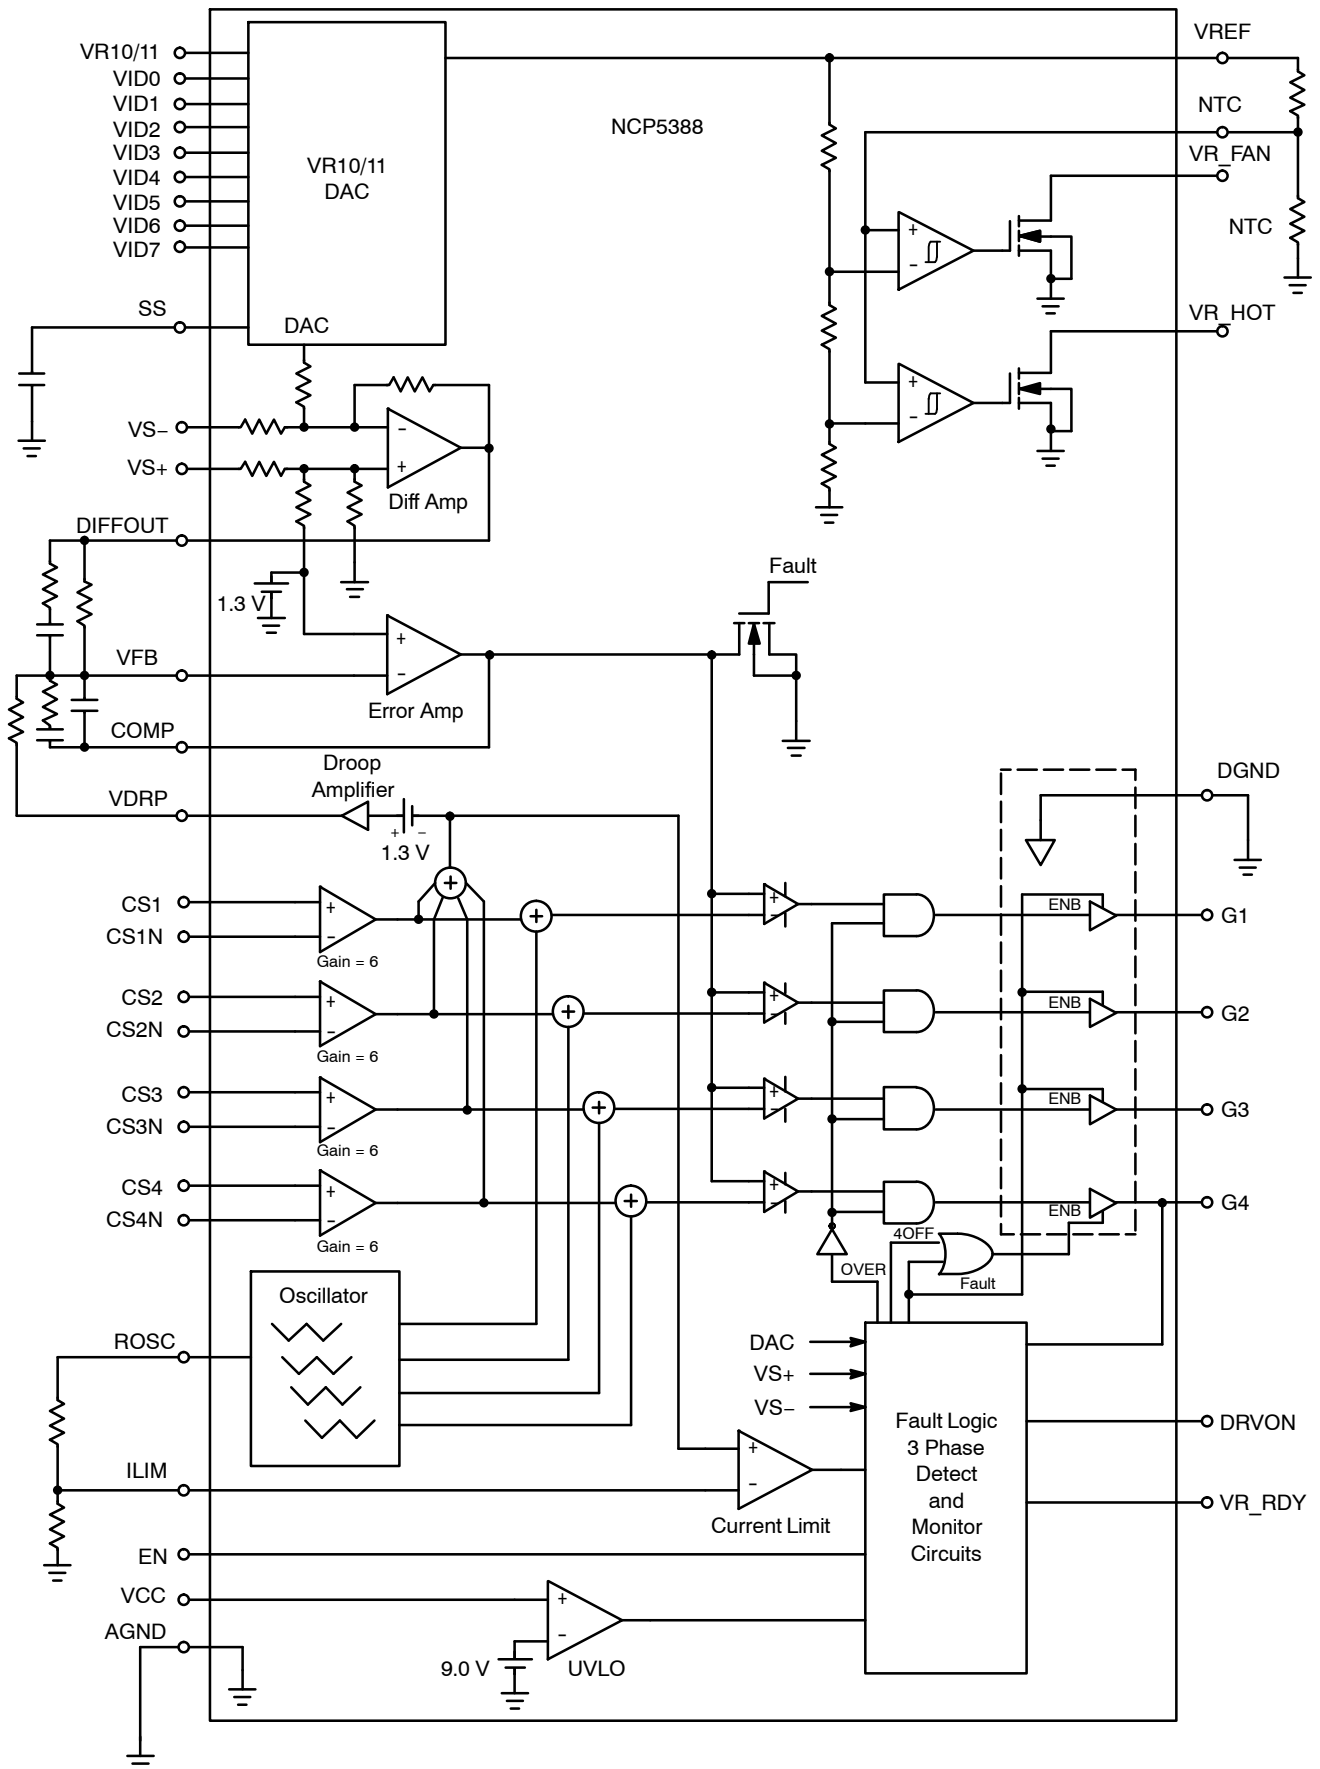 VREF
VR10/11
VID0
VID1
VID2
VID3
VID4
VID5
VID6
VID7
VR10/11
DAC
NCP5388
NTC
VR_FAN
NTC
SS
DAC
VR_HOT
VS−
−
VS+
+
Diff Amp
DIFFOUT
+
−
+
−
1.3 V
Fault
VFB
+
−
Error Amp
COMP
Droop
Amplifier
VDRP
+ −
1.3 V
DGND
CS1
CS1N
+
−
Gain = 6
+
+
+
−
ENB
G1
CS2
CS2N
+
−
Gain = 6
+
+
−
ENB
G2
CS3
CS3N
+
−
Gain = 6
+
+
−
ENB
G3
CS4
CS4N
+
−
Gain = 6
+
+
−
ENB
G4
4OFF
OVER
Fault
Oscillator
ROSC
DAC
VS+
VS−
Fault Logic
3 Phase
Detect
and
Monitor
Circuits
DRVON
ILIM
+
−
Current Limit
VR_RDY
EN
VCC
AGND
+
−
9.0 V
UVLO